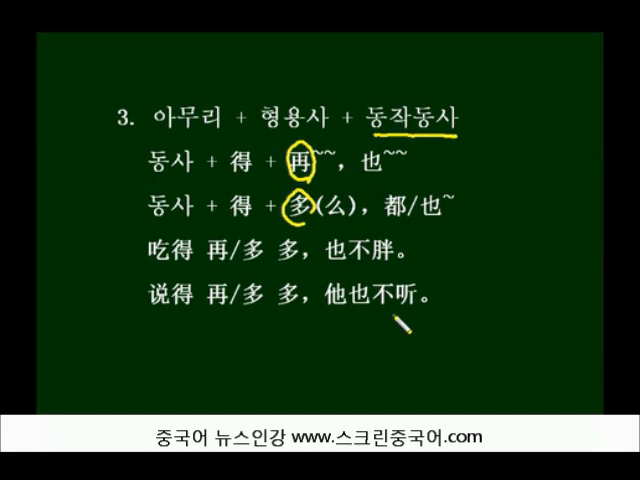 3. 아무리 + 형용사 + 동작동사
동사 + 得 + 再~~, 也~~
동사 + 得 + 多(么), 都/也~
吃得 再/多 多, 也不胖。
说得 再/多 多, 他也不听。
중국어 뉴스인강 www.스크린중국어.com